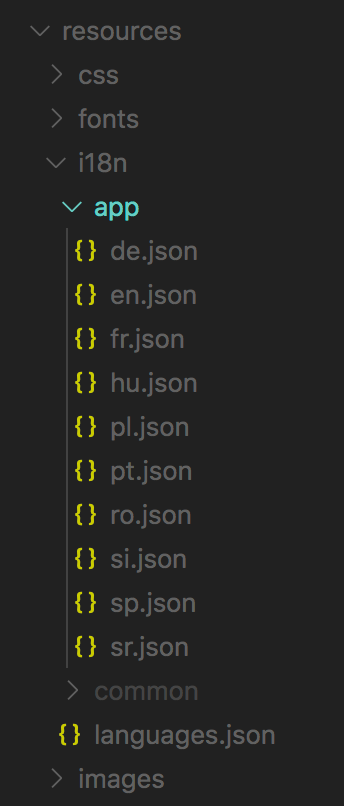 resources
css
fonts
i18n
app
{} de.json
{} en.json
{} fr.json
{} hu.json
{} pl.json
{} pt.json
{} ro.json
{} si.json
{} sp.json
{} sr.json
common
{} languages.json
images